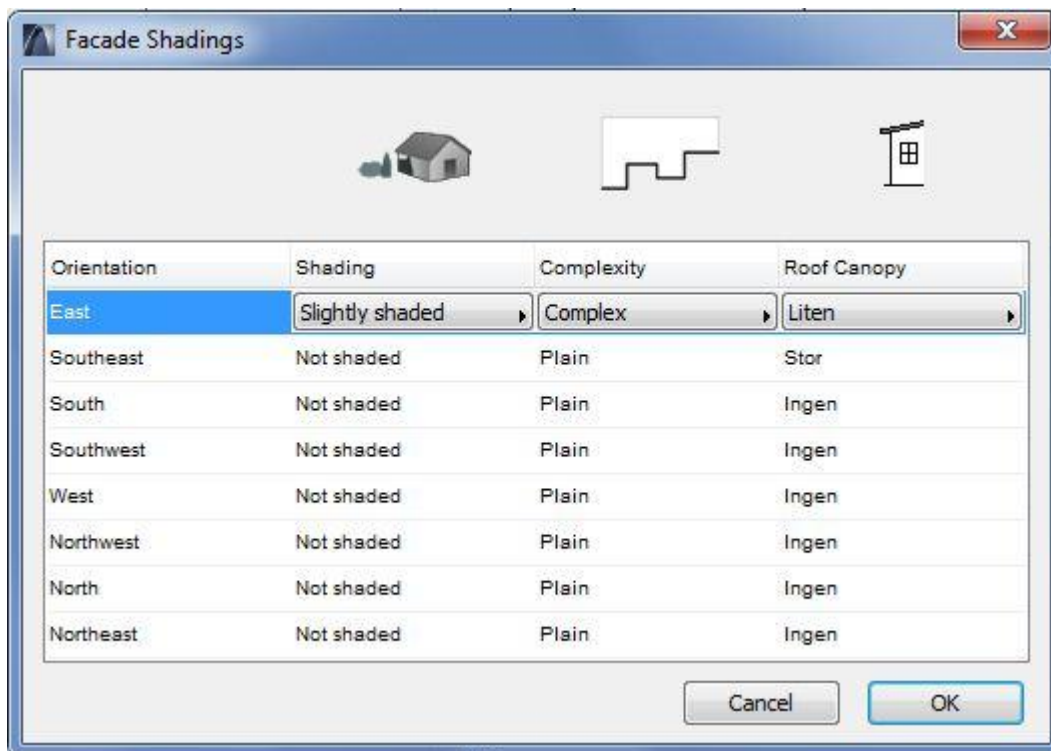 Facade Shadings
Orientation Shading Complexity Roof Canopy
East Slightly shaded Complex Liten
Southeast Not shaded Plain Stor
South Not shaded Plain Ingen
Southwest Not shaded Plain Ingen
West Not shaded Plain Ingen
Northwest Not shaded Plain Ingen
North Not shaded Plain Ingen
Northeast Not shaded Plain Ingen
Cancel OK